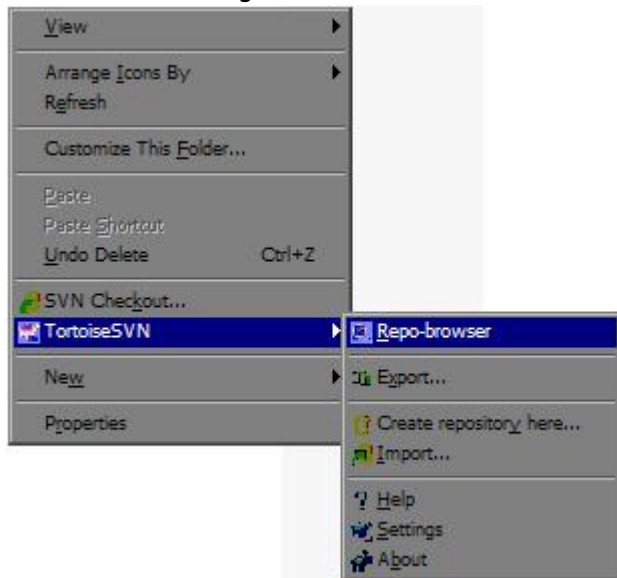 View
Arrange Icons By
Refresh
Customize This Folder...
Paste
Paste Shortcut
Undo Delete Ctrl+Z
SVN Checkout...
TortoiseSVN
New
Properties
Repo-browser
Export...
Create repository here...
Import...
Help
Settings
About